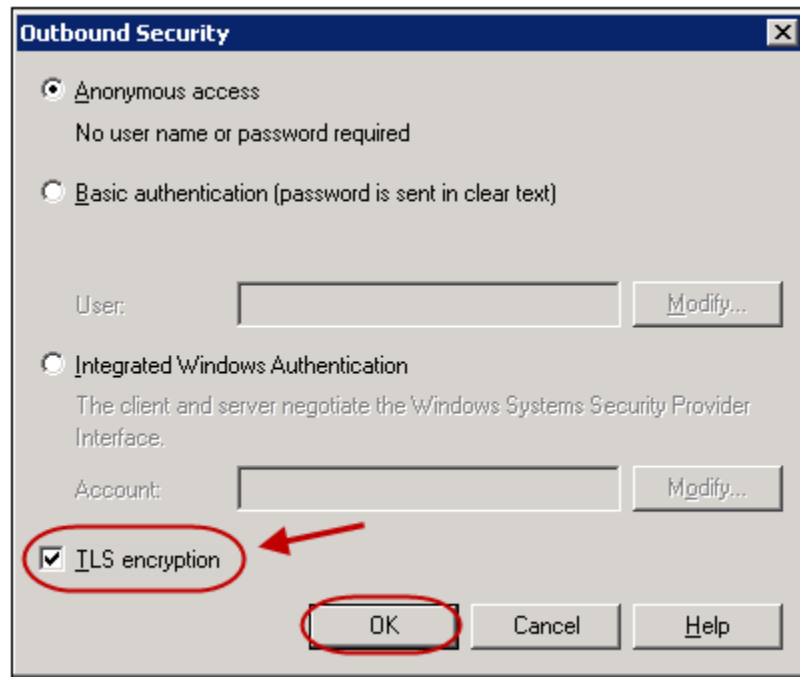 Outbound Security
Anonymous access
No user name or password required
Basic authentication (password is sent in clear text)
User:
Modify...
Integrated Windows Authentication
The client and server negotiate the Windows Systems Security Provider
Interface.
Account:
Modify...
TLS encryption
OK
Cancel
Help